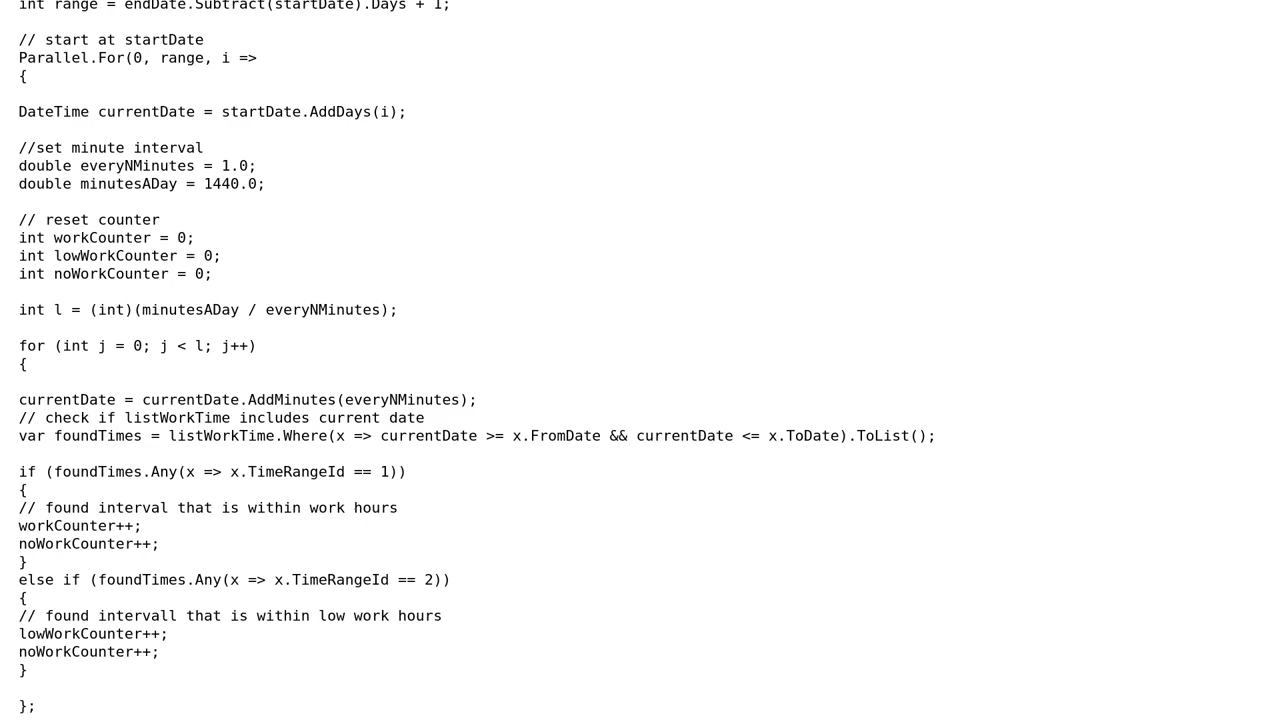 int range = endDate.Subtract(startDate).Days + 1;
// start at startDate
Parallel.For(0, range, i =>
{
DateTime currentDate = startDate.AddDays(i);
//set minute interval
double everyNMinutes = 1.0;
double minutesADay = 1440.0;
// reset counter
int workCounter = 0;
int lowWorkCounter = 0;
int noWorkCounter = 0;
int l = (int)(minutesADay / everyNMinutes);
for (int j = 0; j < l; j++)
{
currentDate = currentDate.AddMinutes(everyNMinutes);
// check if listWorkTime includes current date
var foundTimes = listWorkTime.Where(x => currentDate >= x.FromDate && currentDate <= x.ToDate).ToList();
if (foundTimes.Any(x => x.TimeRangeId == 1))
{
// found interval that is within work hours
workCounter++;
noWorkCounter++;
}
else if (foundTimes.Any(x => x.TimeRangeId == 2))
{
// found intervall that is within low work hours
lowWorkCounter++;
noWorkCounter++;
}
};